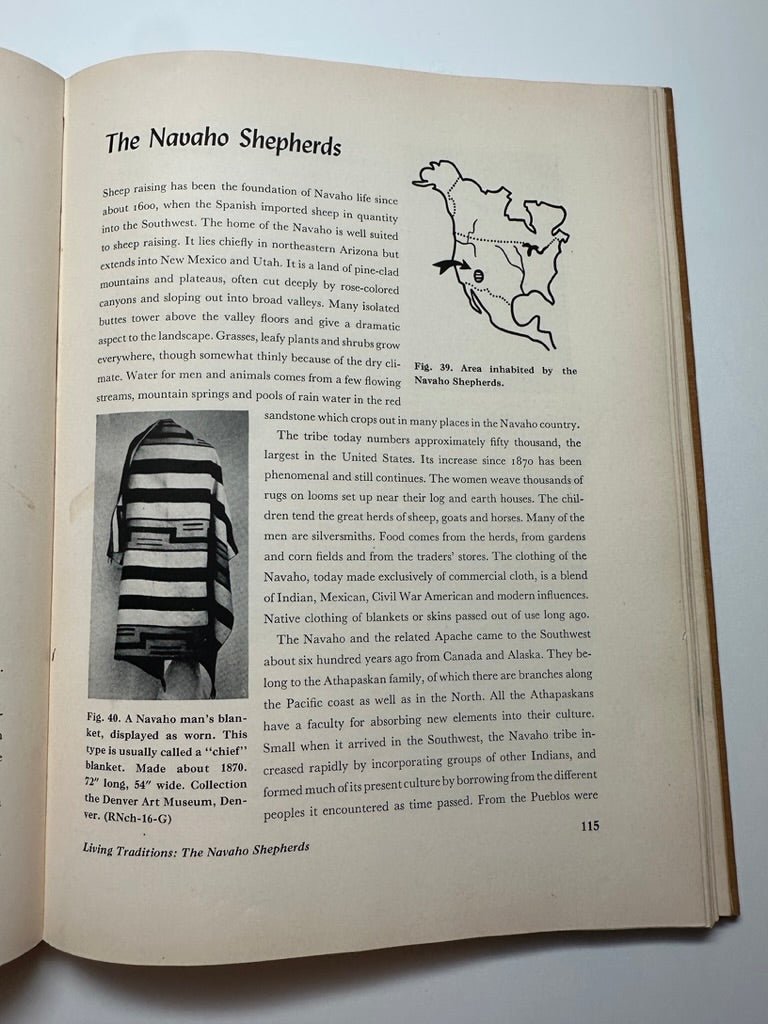 The Navaho Shepherds
Sheep raising has been the foundation of Navaho life since
about 1600, when the Spanish imported sheep in quantity
into the Southwest. The home of the Navaho is well suited
to sheep raising. It lies chiefly in northeastern Arizona but
extends into New Mexico and Utah. It is a land of pine-clad
mountains and plateaus, often cut deeply by rose-colored
canyons and sloping out into broad valleys. Many isolated
buttes tower above the valley floors and give a dramatic
aspect to the landscape. Grasses, leafy plants and shrubs grow
everywhere, though somewhat thinly because of the dry cli-
mate. Water for men and animals comes from a few flowing
streams, mountain springs and pools of rain water in the red
Fig. 39. Area inhabited by the
Navaho Shepherds.
sandstone which crops out in many places in the Navaho country.
The tribe today numbers approximately fifty thousand, the
largest in the United States. Its increase since 1870 has been
phenomenal and still continues. The women weave thousands of
rugs on looms set up near their log and earth houses. The chil-
dren tend the great herds of sheep, goats and horses. Many of the
men are silversmiths. Food comes from the herds, from gardens
and corn fields and from the traders' stores. The clothing of the
Navaho, today made exclusively of commercial cloth, is a blend
of Indian, Mexican, Civil War American and modern influences.
Native clothing of blankets or skins passed out of use long ago.
The Navaho and the related Apache came to the Southwest
about six hundred years ago from Canada and Alaska. They be-
long to the Athapaskan family, of which there are branches along
the Pacific coast as well as in the North. All the Athapaskans
have a faculty for absorbing new elements into their culture.
Small when it arrived in the Southwest, the Navaho tribe in-
creased rapidly by incorporating groups of other Indians, and
formed much of its present culture by borrowing from the different
peoples it encountered as time passed. From the Pueblos were
Fig. 40. A Navaho man's blan-
ket, displayed as worn. This
type is usually called a "chief"
blanket. Made about 1870.
72" long, 54" wide. Collection
the Denver Art Museum, Den-
ver. (RNch-16-G)
115
Living Traditions: The Navaho Shepherds